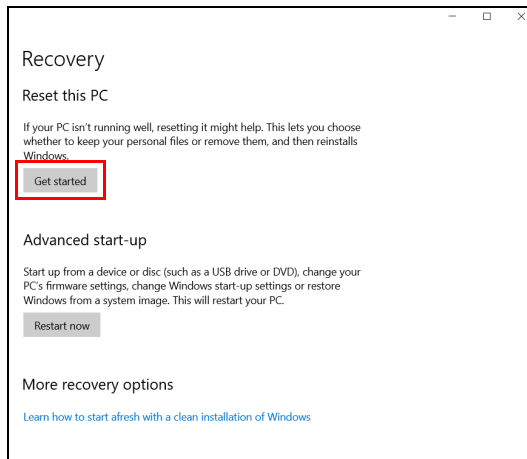 Recovery
Reset this PC
If your PC isn't running well, resetting it might help. This lets you choose
whether to keep your personal files or remove them, and then reinstalls
Windows.
Get started
Advanced start-up
Start up from a device or disc (such as a USB drive or DVD), change your
PC's firmware settings, change Windows start-up settings or restore
Windows from a system image. This will restart your PC.
Restart now
More recovery options
Learn how to start afresh with a clean installation of Windows